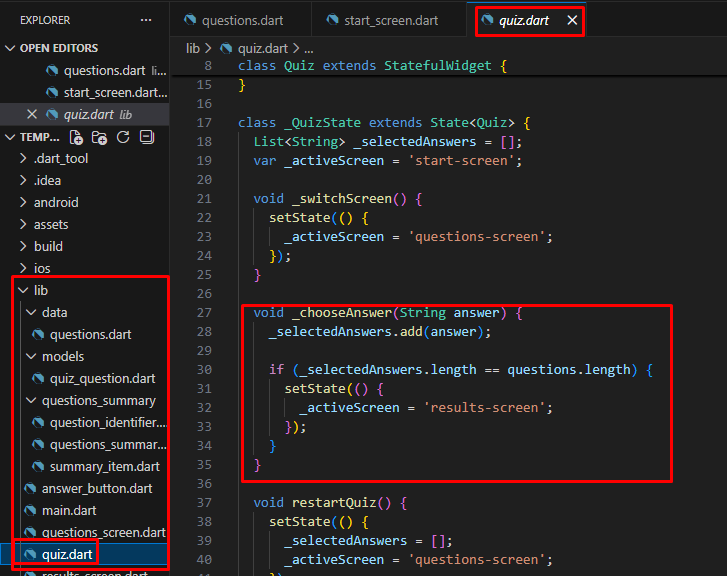 EXPLORER ...
OPEN EDITORS
questions.dart li...
start_screen.dart...
quiz.dart lib
TEMP...
.dart_tool
.idea
android
assets
build
ios
lib
data
questions.dart
models
quiz_question.dart
questions_summary
question_identifier...
questions_summar...
summary_item.dart
answer_button.dart
main.dart
questions_screen.dart
quiz.dart
results_screen.dart
questions.dart start_screen.dart quiz.dart
lib > quiz.dart > ...
8 class Quiz extends StatefulWidget {
15 }
16
17 class _QuizState extends State<Quiz> {
18 List<String> _selectedAnswers = [];
19 var _activeScreen = 'start-screen';
20
21 void _switchScreen() {
22 setState(() {
23 _activeScreen = 'questions-screen';
24 });
25 }
26
27 void _chooseAnswer(String answer) {
28 _selectedAnswers.add(answer);
29
30 if (_selectedAnswers.length == questions.length) {
31 setState(() {
32 _activeScreen = 'results-screen';
33 });
34 }
35 }
36
37 void restartQuiz() {
38 setState(() {
39 _selectedAnswers = [];
40 _activeScreen = 'questions-screen';
41 });